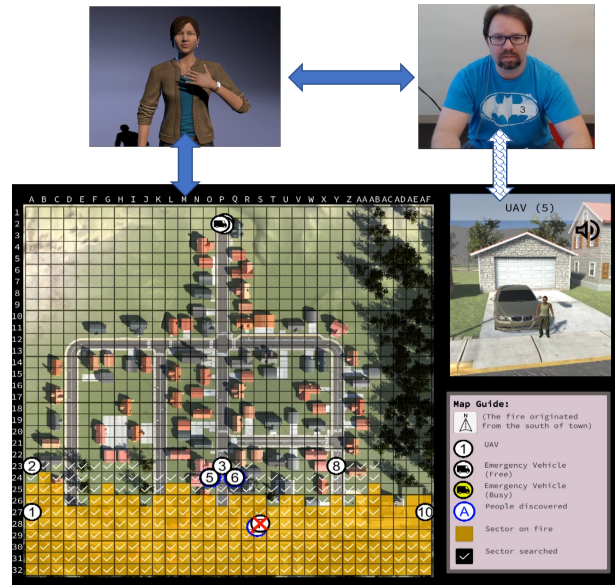 3
A B C D E F G H I J K L M N O P Q R S T U V W X Y Z AA AB AC AD AE AF
1
2
3
4
5
6
7
8
9
10
11
12
13
14
15
16
17
18
19
20
21
22
23 2 3 8
24 5 6
25
26
27 1 10
28
29
30
31
32
UAV (5)
Map Guide:
N (The fire originated
from the south of town)
1 UAV
Emergency Vehicle
(Free)
Emergency Vehicle
(Busy)
A People discovered
Sector on fire
Sector searched